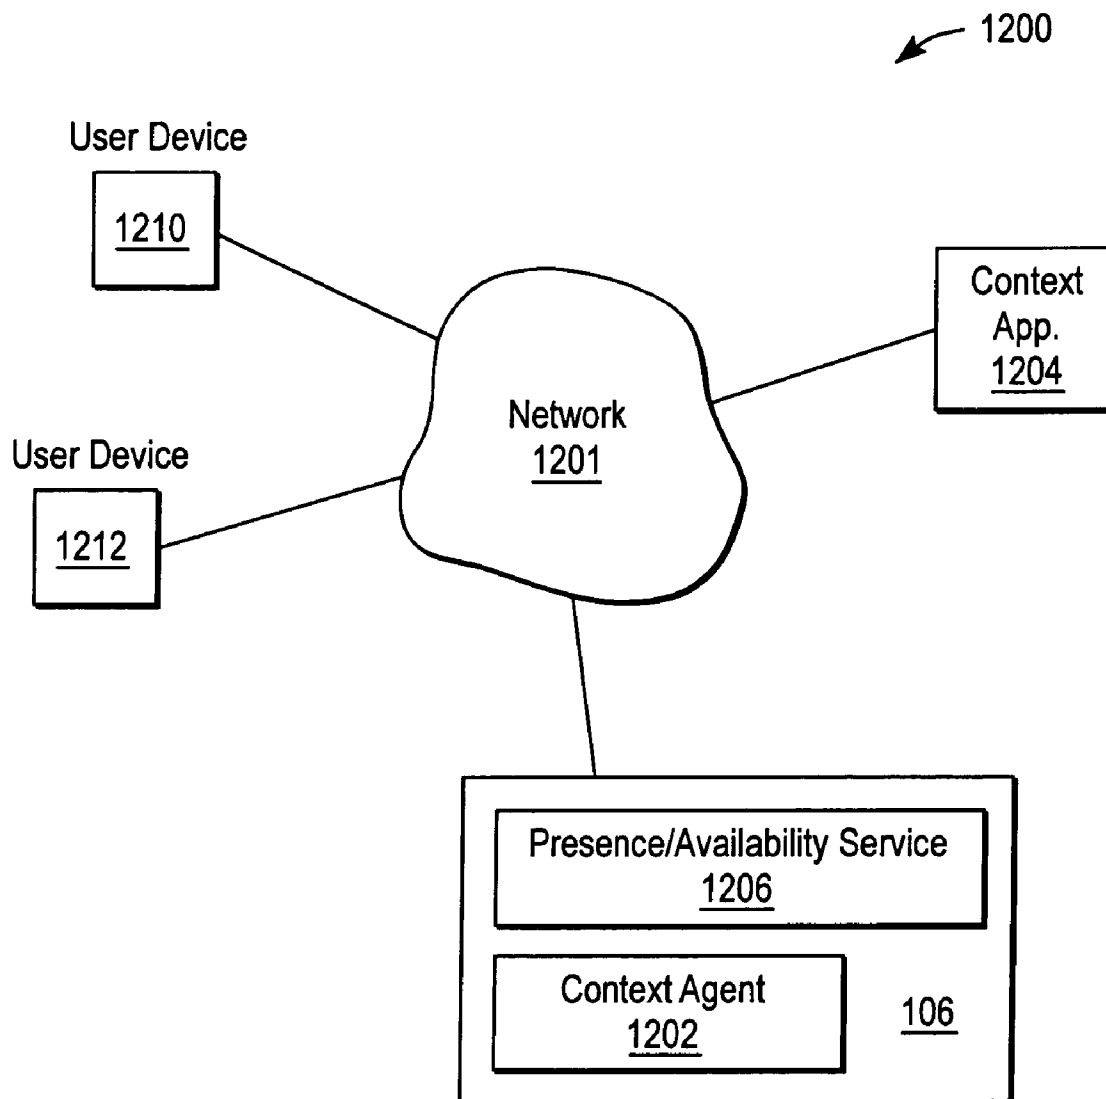 1200
User Device
1210
Context
App.
1204
Network
1201
User Device
1212
Presence/Availability Service
1206
Context Agent
1202
106